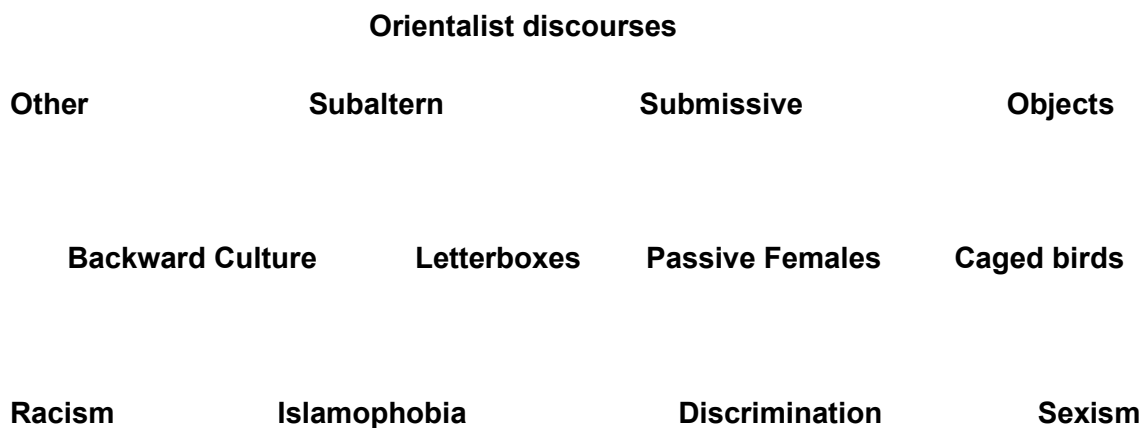 Orientalist discourses
Other Subaltern Submissive Objects
Backward Culture Letterboxes Passive Females Caged birds
Racism Islamophobia Discrimination Sexism